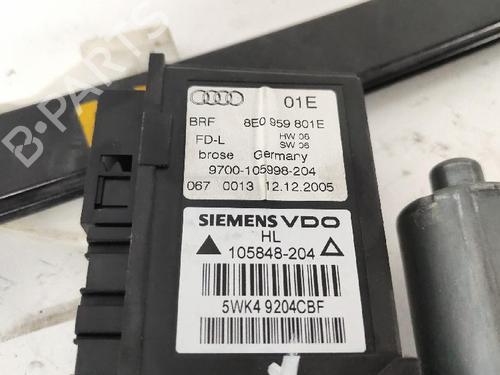 01E
BRF 8E0 959 801E
FD-L HW 06
SW 06
brose Germany
9700-105998-204
067 0013 12.12.2005
SIEMENS VDO
HL
105848-204
5WK4 9204CBF